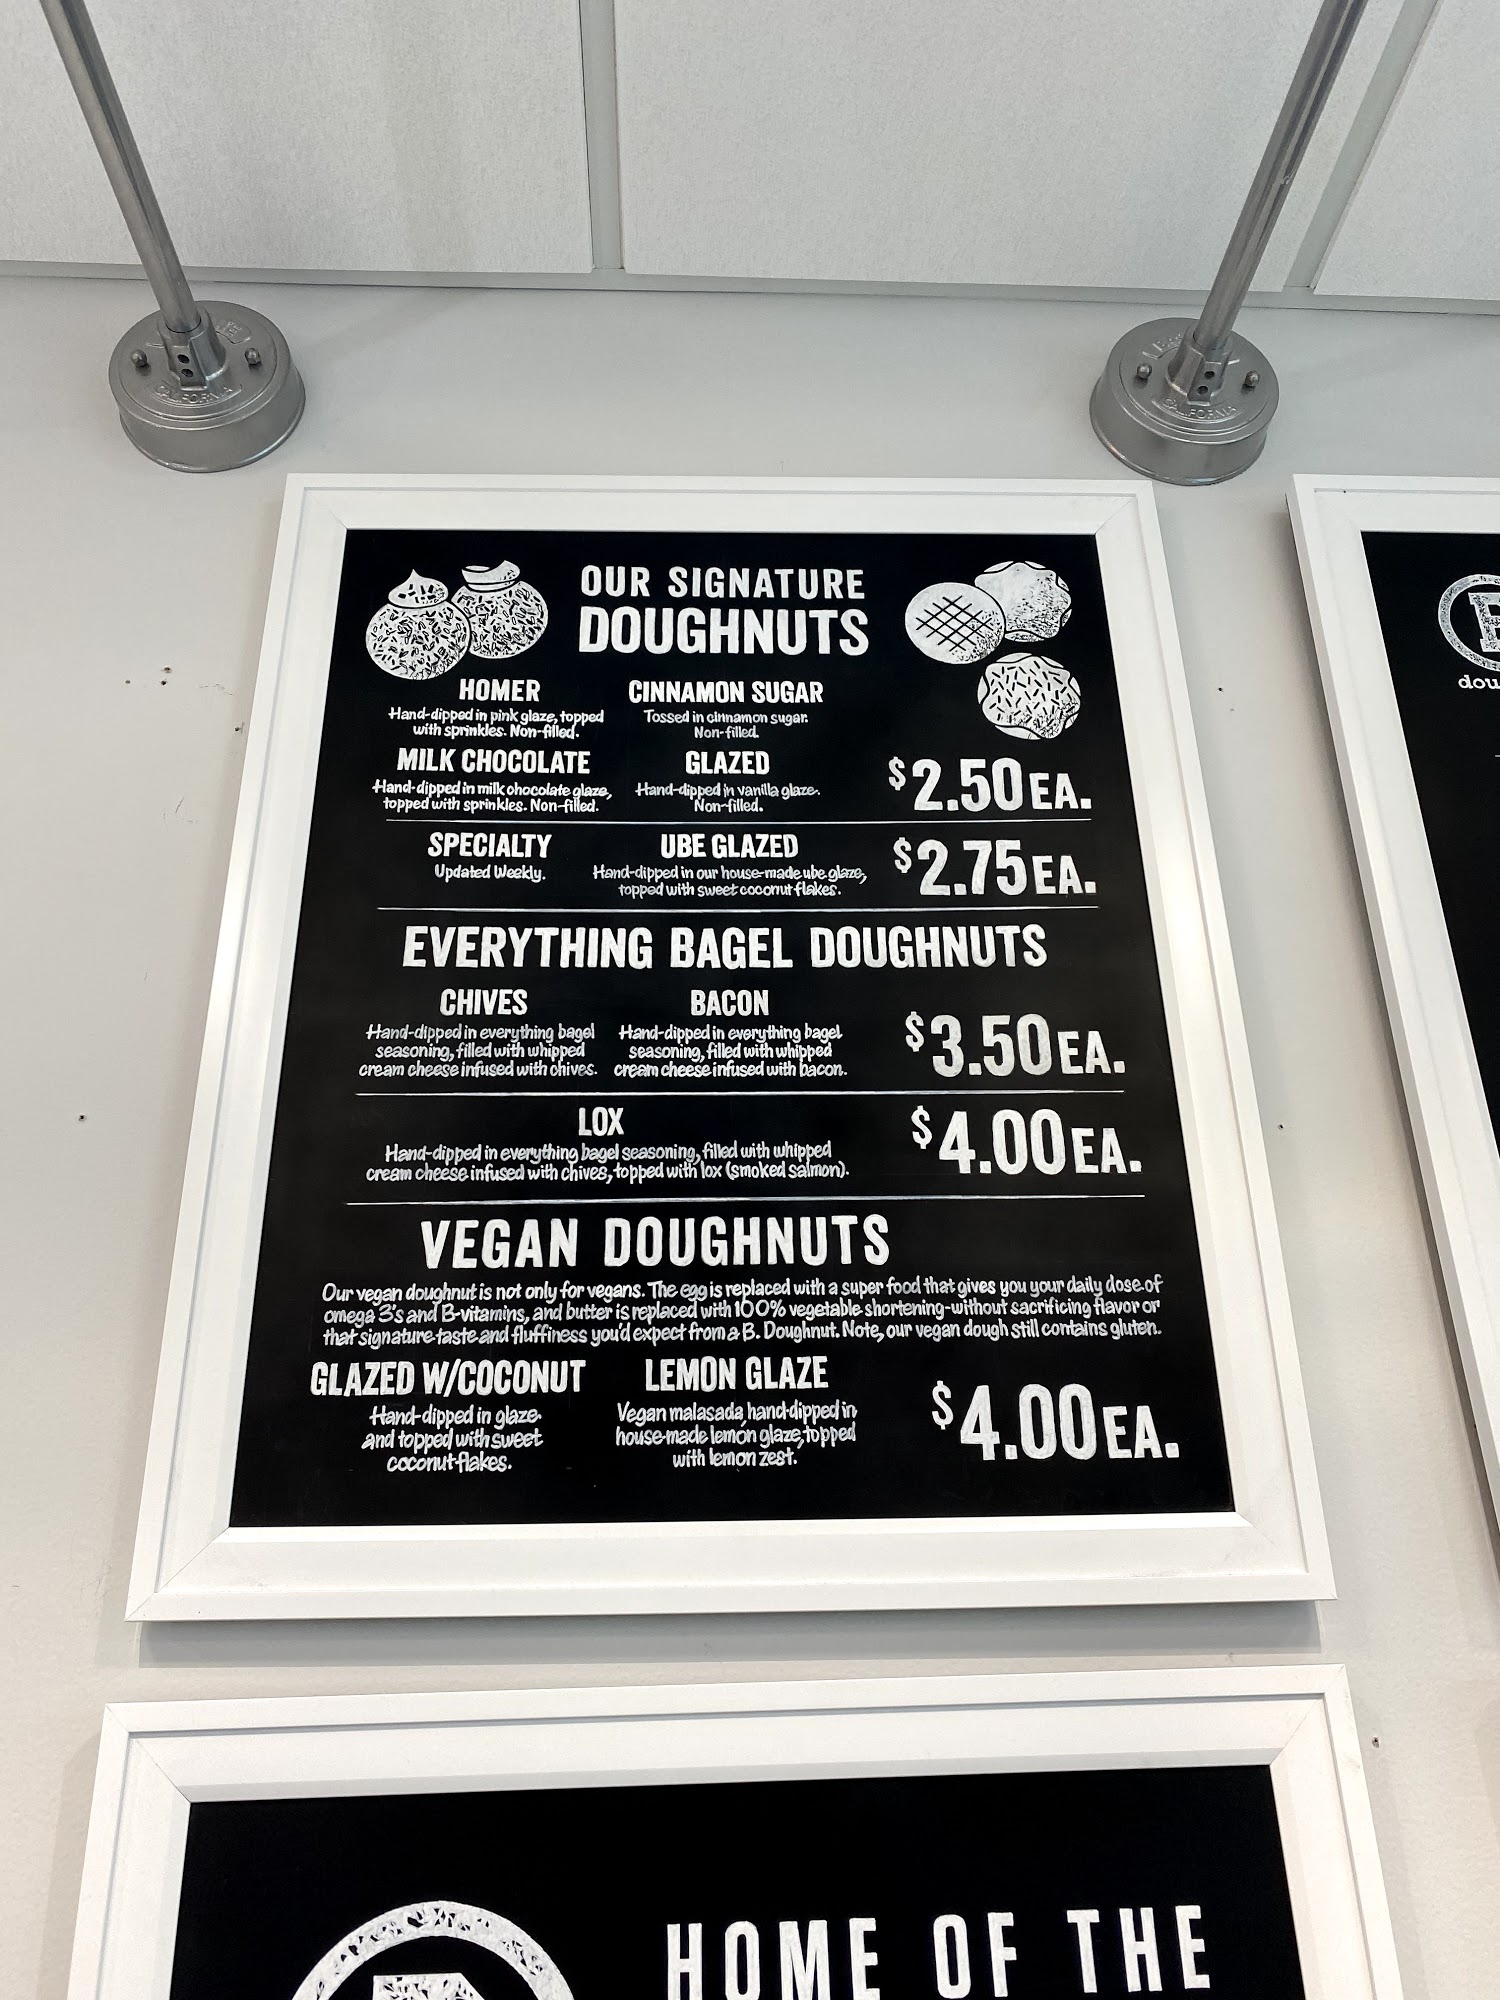 CALIFORNIA
CALIFORNIA
OUR SIGNATURE
DOUGHNUTS
HOMER
Hand-dipped in pink glaze, topped
with sprinkles. Non-filled.
CINNAMON SUGAR
Tossed in cinnamon sugar.
Non-filled.
MILK CHOCOLATE
Hand-dipped in milk chocolate glaze,
topped with sprinkles. Non-filled.
GLAZED
Hand-dipped in vanilla glaze.
Non-filled.
$2.50 EA.
SPECIALTY
Updated Weekly.
UBE GLAZED
Hand-dipped in our house-made ube glaze,
topped with sweet coconut flakes.
$2.75 EA.
EVERYTHING BAGEL DOUGHNUTS
CHIVES
Hand-dipped in everything bagel
seasoning, filled with whipped
cream cheese infused with chives.
BACON
Hand-dipped in everything bagel
seasoning, filled with whipped
cream cheese infused with bacon.
$3.50 EA.
LOX
Hand-dipped in everything bagel seasoning, filled with whipped
cream cheese infused with chives, topped with lox (smoked salmon).
$4.00 EA.
VEGAN DOUGHNUTS
Our vegan doughnut is not only for vegans. The egg is replaced with a super food that gives you your daily dose of
omega 3's and B-vitamins, and butter is replaced with 100% vegetable shortening-without sacrificing flavor or
that signature taste and fluffiness you'd expect from a B. Doughnut. Note, our vegan dough still contains gluten.
GLAZED W/COCONUT
Hand-dipped in glaze
and topped with sweet
coconut flakes.
LEMON GLAZE
Vegan malasada, hand-dipped in
house-made lemon glaze, topped
with lemon zest.
$4.00 EA.
dou
HOME OF THE